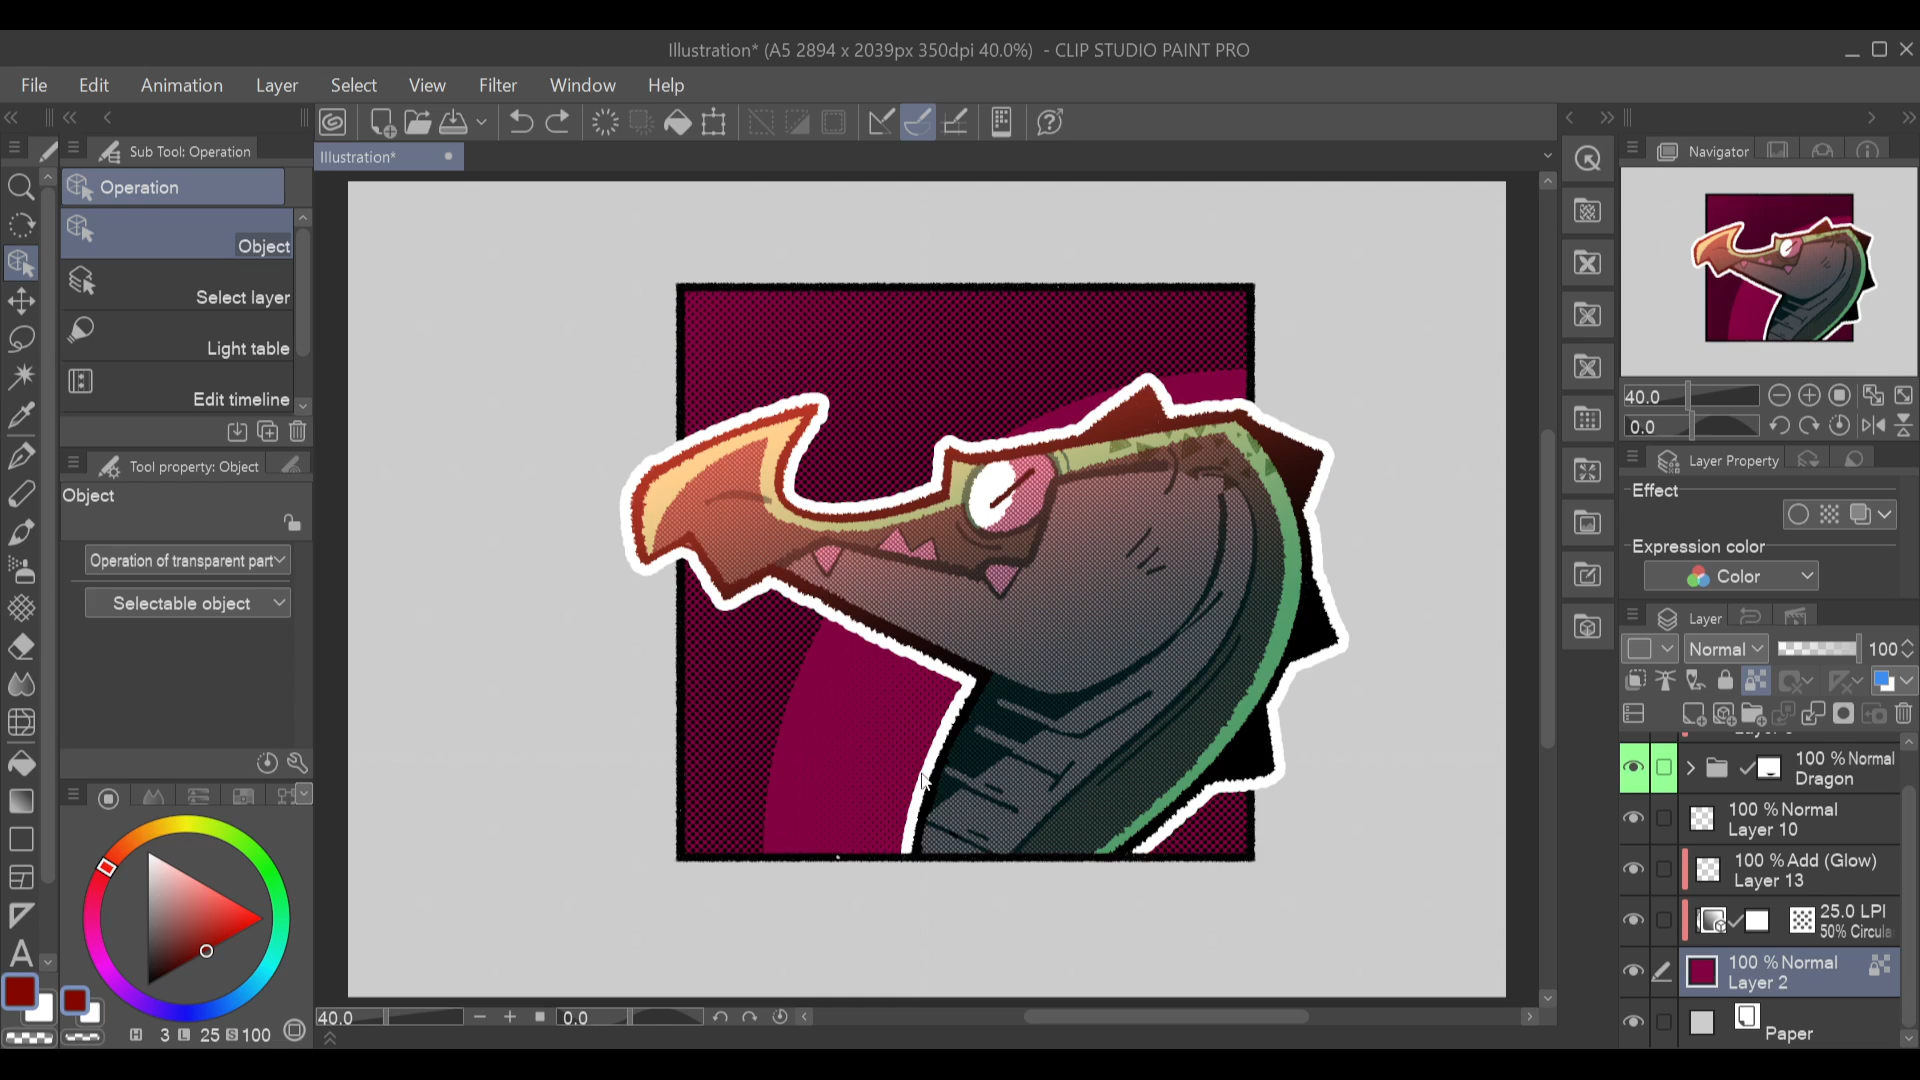 Illustration* (A5 2894 x 2039px 350dpi 40.0%) - CLIP STUDIO PAINT PRO
File Edit Animation Layer Select View Filter Window Help
Sub Tool: Operation
Illustration*
Navigator
Operation
Object
Select layer
Light table
Edit timeline
40.0
0.0
Tool property: Object
Layer Property
Object
Effect
Expression color
Color
Operation of transparent part
Selectable object
Layer
Normal 100
100 % Normal
Dragon
100 % Normal
Layer 10
100 % Add (Glow)
Layer 13
25.0 LPI
50% Circula
100 % Normal
Layer 2
Paper
A
40.0 0.0
H 3 L 25 S 100